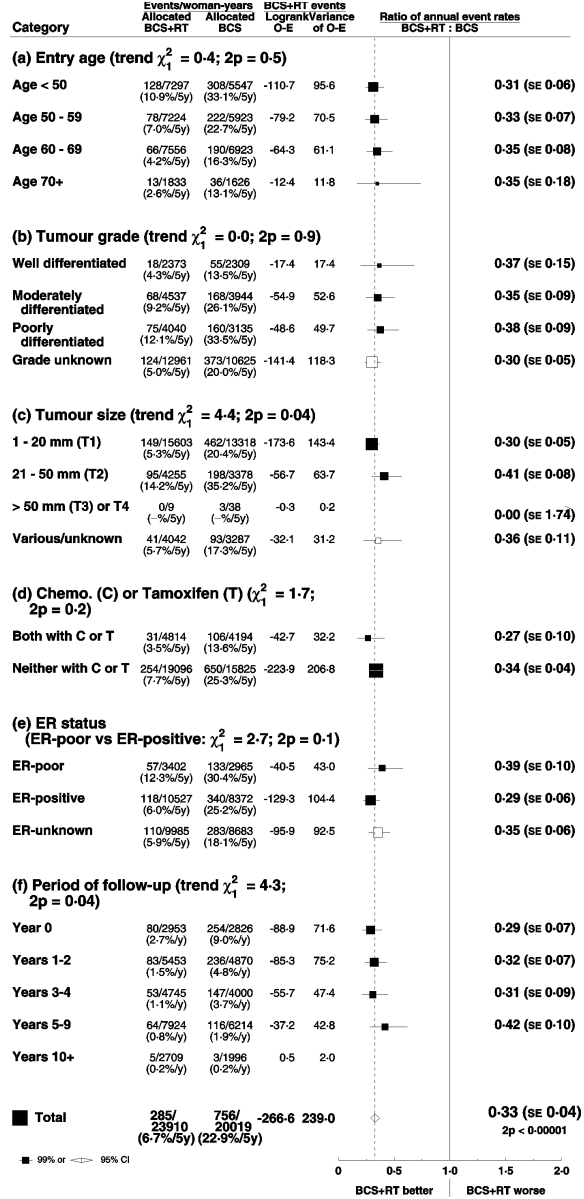 Events/woman-years BCS+RT events
Allocated Allocated Logrank Variance Ratio of annual event rates
Category BCS+RT BCS O-E of O-E BCS+RT : BCS
(a) Entry age (trend χ²₁ = 0·4; 2p = 0·5)
Age < 50 128/7297 308/5547 -110·7 95·6 0·31 (SE 0·06)
(10·9%/5y) (33·1%/5y)
Age 50 - 59 78/7224 222/5923 -79·2 70·5 0·33 (SE 0·07)
(7·0%/5y) (22·7%/5y)
Age 60 - 69 66/7556 190/6923 -64·3 61·1 0·35 (SE 0·08)
(4·2%/5y) (16·3%/5y)
Age 70+ 13/1833 36/1626 -12·4 11·8 0·35 (SE 0·18)
(2·6%/5y) (13·1%/5y)
(b) Tumour grade (trend χ²₁ = 0·0; 2p = 0·9)
Well differentiated 18/2373 55/2309 -17·4 17·4 0·37 (SE 0·15)
(4·3%/5y) (13·5%/5y)
Moderately 68/4537 168/3944 -54·9 52·6 0·35 (SE 0·09)
differentiated (9·2%/5y) (26·1%/5y)
Poorly 75/4040 160/3135 -48·6 49·7 0·38 (SE 0·09)
differentiated (12·1%/5y) (33·5%/5y)
Grade unknown 124/12961 373/10625 -141·4 118·3 0·30 (SE 0·05)
(5·0%/5y) (20·0%/5y)
(c) Tumour size (trend χ²₁ = 4·4; 2p = 0·04)
1 - 20 mm (T1) 149/15603 462/13318 -173·6 143·4 0·30 (SE 0·05)
(5·3%/5y) (20·4%/5y)
21 - 50 mm (T2) 95/4255 198/3378 -56·7 63·7 0·41 (SE 0·08)
(14·2%/5y) (35·2%/5y)
> 50 mm (T3) or T4 0/9 3/38 -0·3 0·2 0·00 (SE 1·74)
(–%/5y) (–%/5y)
Various/unknown 41/4042 93/3287 -32·1 31·2 0·36 (SE 0·11)
(5·7%/5y) (17·3%/5y)
(d) Chemo. (C) or Tamoxifen (T) (χ²₁ = 1·7;
2p = 0·2)
Both with C or T 31/4814 106/4194 -42·7 32·2 0·27 (SE 0·10)
(3·5%/5y) (13·6%/5y)
Neither with C or T 254/19096 650/15825 -223·9 206·8 0·34 (SE 0·04)
(7·7%/5y) (25·3%/5y)
(e) ER status
(ER-poor vs ER-positive: χ²₁ = 2·7; 2p = 0·1)
ER-poor 57/3402 133/2965 -40·5 43·0 0·39 (SE 0·10)
(12·3%/5y) (30·4%/5y)
ER-positive 118/10527 340/8372 -129·3 104·4 0·29 (SE 0·06)
(6·0%/5y) (25·2%/5y)
ER-unknown 110/9985 283/8683 -95·9 92·5 0·35 (SE 0·06)
(5·9%/5y) (18·1%/5y)
(f) Period of follow-up (trend χ²₁ = 4·3;
2p = 0·04)
Year 0 80/2953 254/2826 -88·9 71·6 0·29 (SE 0·07)
(2·7%/y) (9·0%/y)
Years 1-2 83/5453 236/4870 -85·3 75·2 0·32 (SE 0·07)
(1·5%/y) (4·8%/y)
Years 3-4 53/4745 147/4000 -55·7 47·4 0·31 (SE 0·09)
(1·1%/y) (3·7%/y)
Years 5-9 64/7924 116/6214 -37·2 42·8 0·42 (SE 0·10)
(0·8%/y) (1·9%/y)
Years 10+ 5/2709 3/1996 0·5 2·0
(0·2%/y) (0·2%/y)
Total 285/ 756/ -266·6 239·0 0·33 (SE 0·04)
23910 20019
(6·7%/5y) (22·9%/5y) 2p < 0·00001
99% or 95% CI
0 0·5 1·0 1·5 2·0
BCS+RT better BCS+RT worse